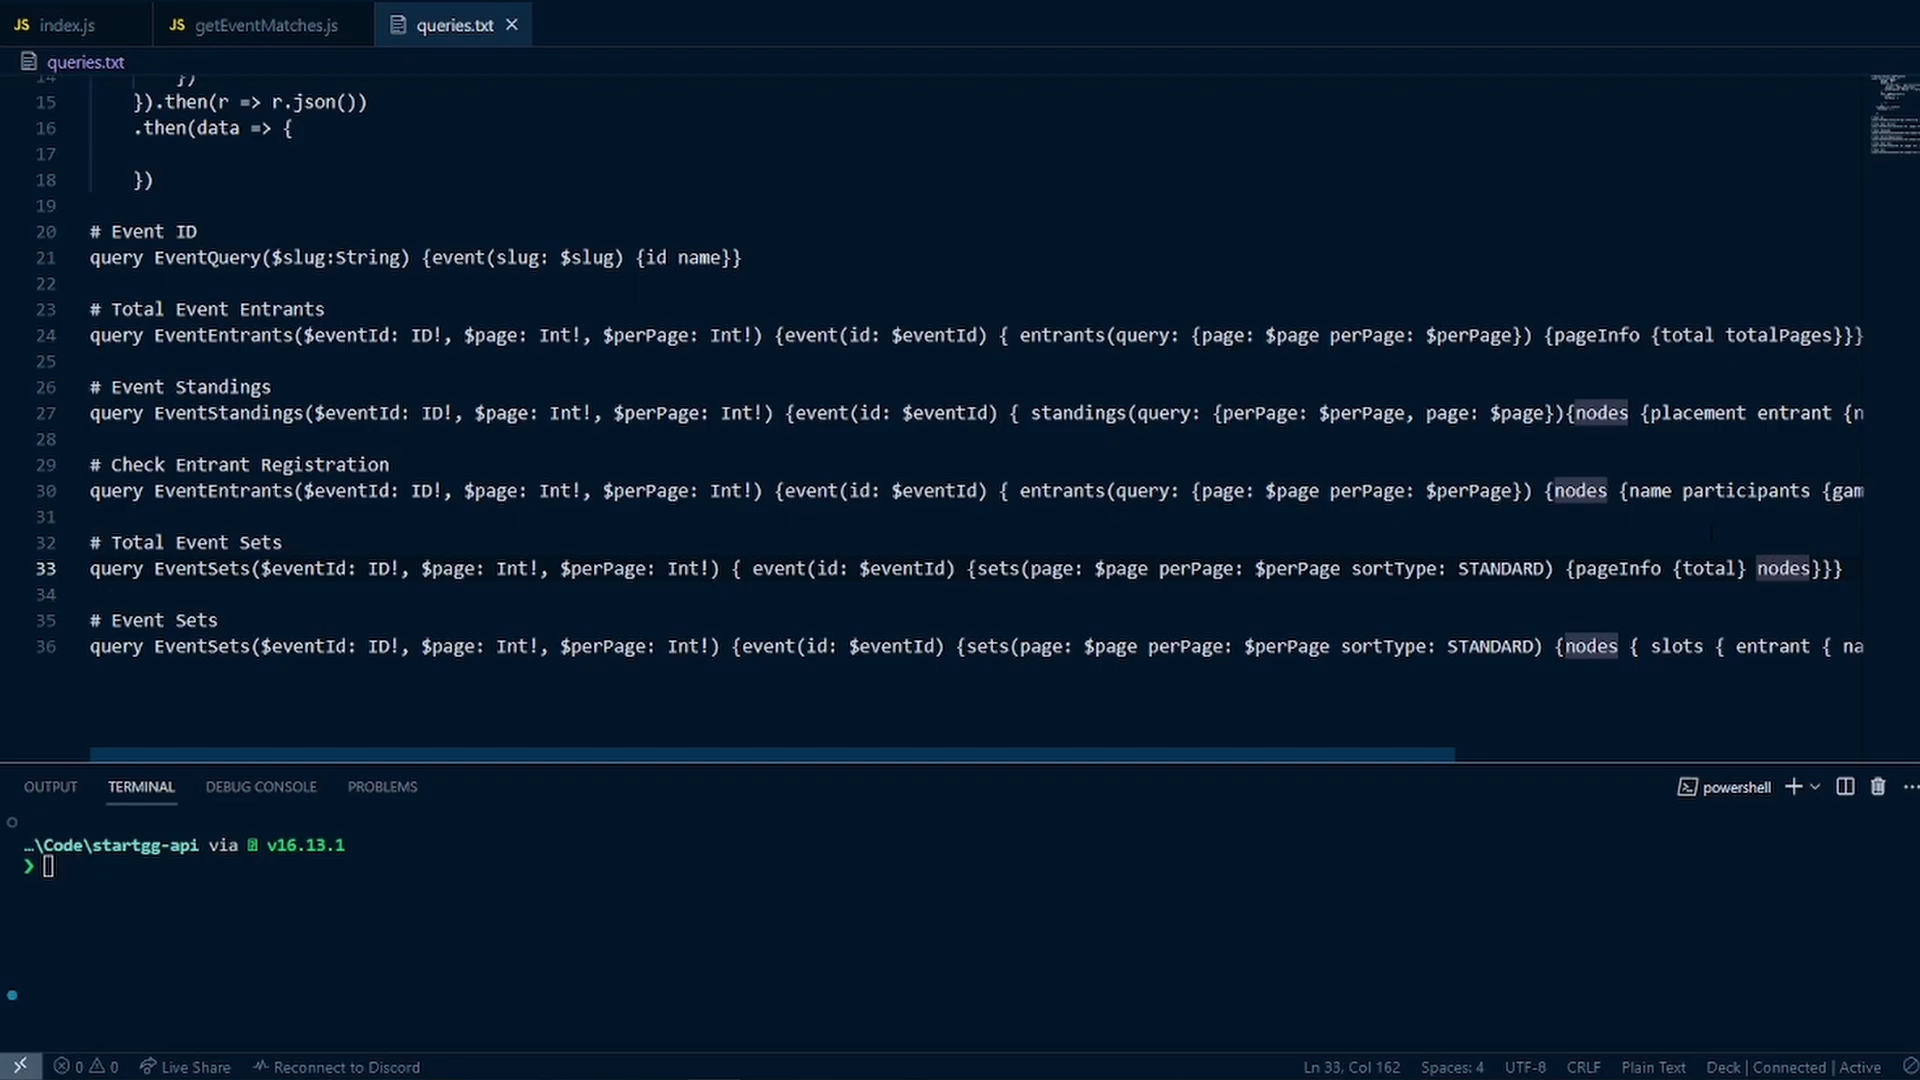 JS index.js
JS getEventMatches.js
queries.txt
queries.txt
14 })
15 }).then(r => r.json())
16 .then(data => {
17
18 })
19
20 # Event ID
21 query EventQuery($slug:String) {event(slug: $slug) {id name}}
22
23 # Total Event Entrants
24 query EventEntrants($eventId: ID!, $page: Int!, $perPage: Int!) {event(id: $eventId) { entrants(query: {page: $page perPage: $perPage}) {pageInfo {total totalPages}}}
25
26 # Event Standings
27 query EventStandings($eventId: ID!, $page: Int!, $perPage: Int!) {event(id: $eventId) { standings(query: {perPage: $perPage, page: $page}){nodes {placement entrant {n
28
29 # Check Entrant Registration
30 query EventEntrants($eventId: ID!, $page: Int!, $perPage: Int!) {event(id: $eventId) { entrants(query: {page: $page perPage: $perPage}) {nodes {name participants {gam
31
32 # Total Event Sets
33 query EventSets($eventId: ID!, $page: Int!, $perPage: Int!) { event(id: $eventId) {sets(page: $page perPage: $perPage sortType: STANDARD) {pageInfo {total} nodes}}}
34
35 # Event Sets
36 query EventSets($eventId: ID!, $page: Int!, $perPage: Int!) {event(id: $eventId) {sets(page: $page perPage: $perPage sortType: STANDARD) {nodes { slots { entrant { na
OUTPUT TERMINAL DEBUG CONSOLE PROBLEMS
powershell
…\Code\startgg-api via v16.13.1
❯
0 0 Live Share Reconnect to Discord
Ln 33, Col 162 Spaces: 4 UTF-8 CRLF Plain Text Deck | Connected | Active